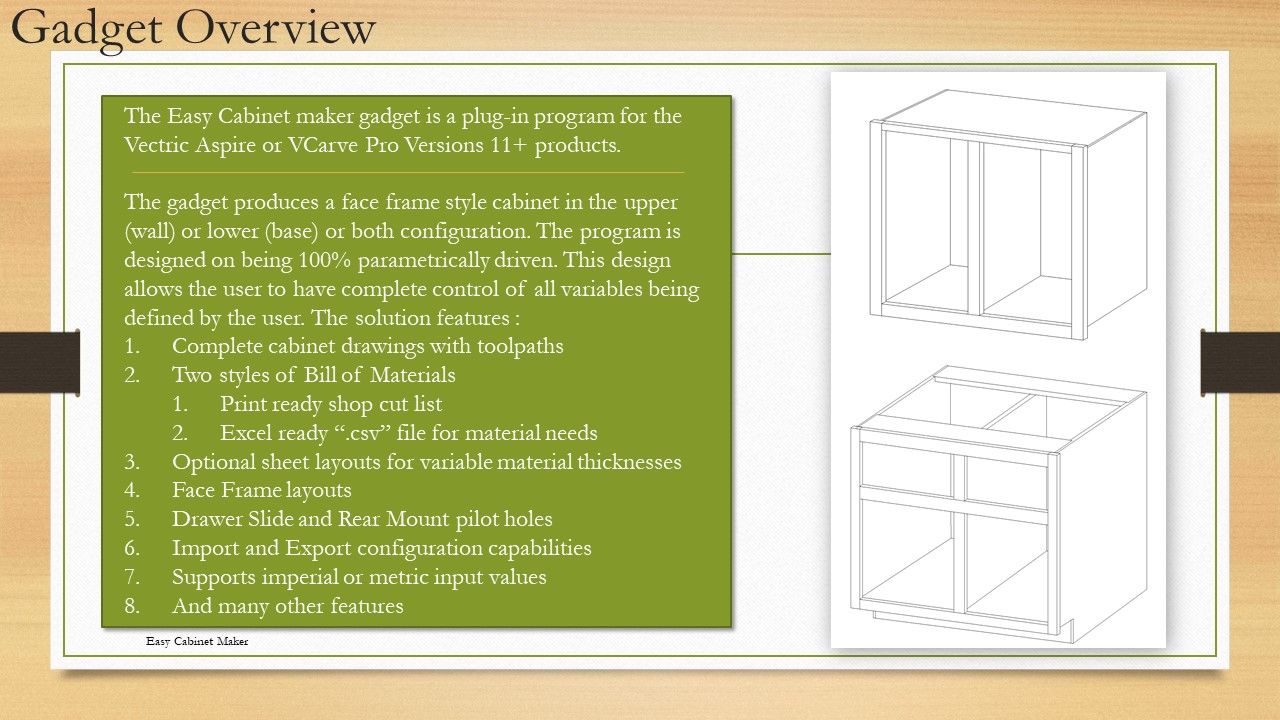 Gadget Overview
The Easy Cabinet maker gadget is a plug-in program for the
Vectric Aspire or VCarve Pro Versions 11+ products.
The gadget produces a face frame style cabinet in the upper
(wall) or lower (base) or both configuration. The program is
designed on being 100% parametrically driven. This design
allows the user to have complete control of all variables being
defined by the user. The solution features :
1. Complete cabinet drawings with toolpaths
2. Two styles of Bill of Materials
1. Print ready shop cut list
2. Excel ready “.csv” file for material needs
3. Optional sheet layouts for variable material thicknesses
4. Face Frame layouts
5. Drawer Slide and Rear Mount pilot holes
6. Import and Export configuration capabilities
7. Supports imperial or metric input values
8. And many other features
Easy Cabinet Maker